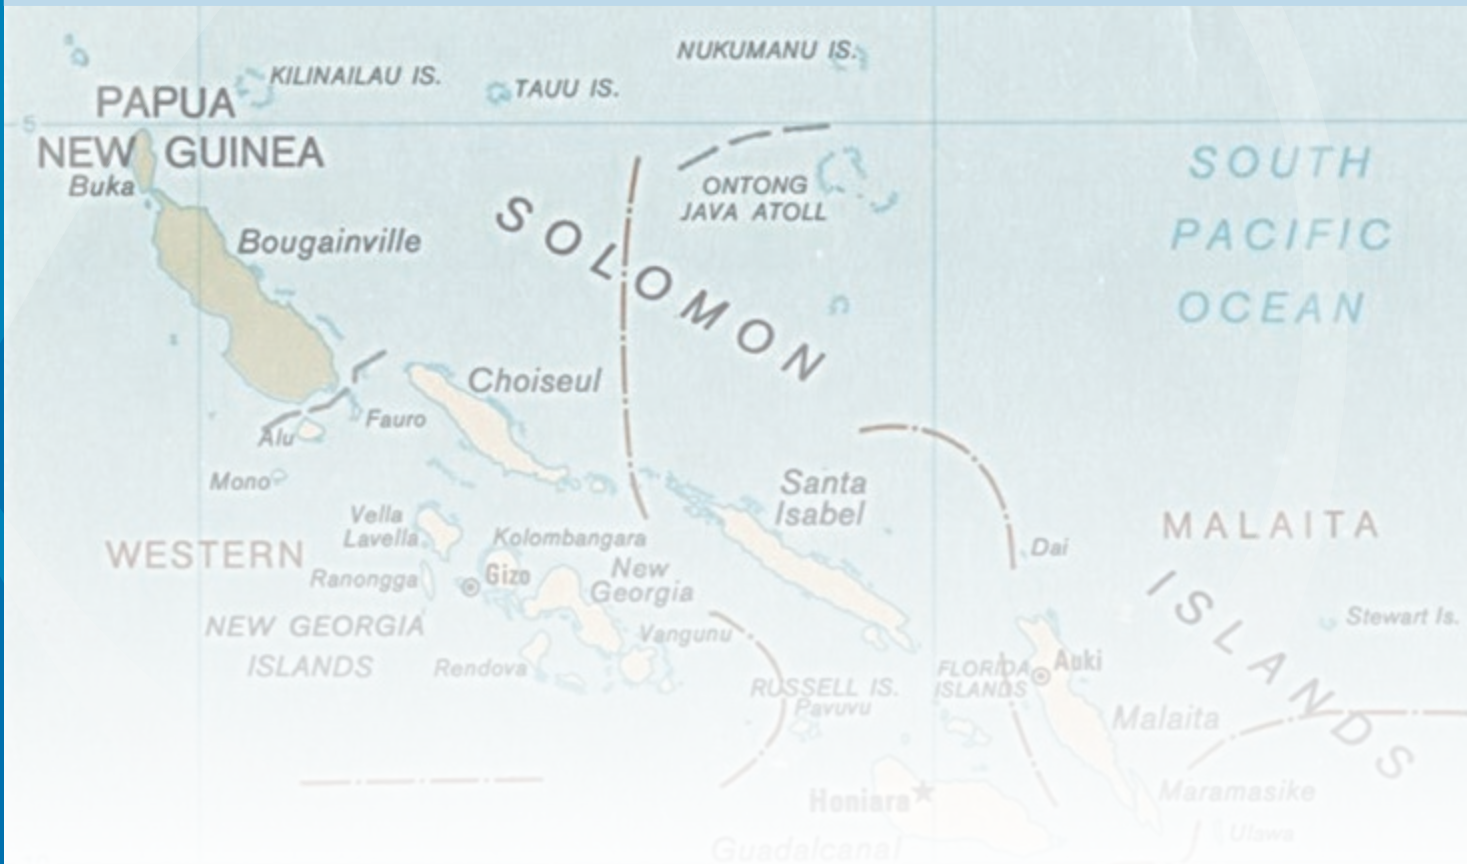 NUKUMANU IS.
KILINAILAU IS.
TAUU IS.
PAPUA
NEW GUINEA
5
Buka
Bougainville
SOLOMON
ONTONG
JAVA ATOLL
SOUTH
PACIFIC
OCEAN
Choiseul
Fauro
Alu
Mono
Santa
Isabel
Vella
Lavella
Kolombangara
WESTERN
Ranongga
Gizo
New
Georgia
Dai
MALAITA
ISLANDS
NEW GEORGIA
ISLANDS
Vangunu
Rendova
Stewart Is.
RUSSELL IS.
Pavuvu
FLORIDA
ISLANDS
Auki
Malaita
Honiara
Maramasike
Ulawa
Guadalcanal